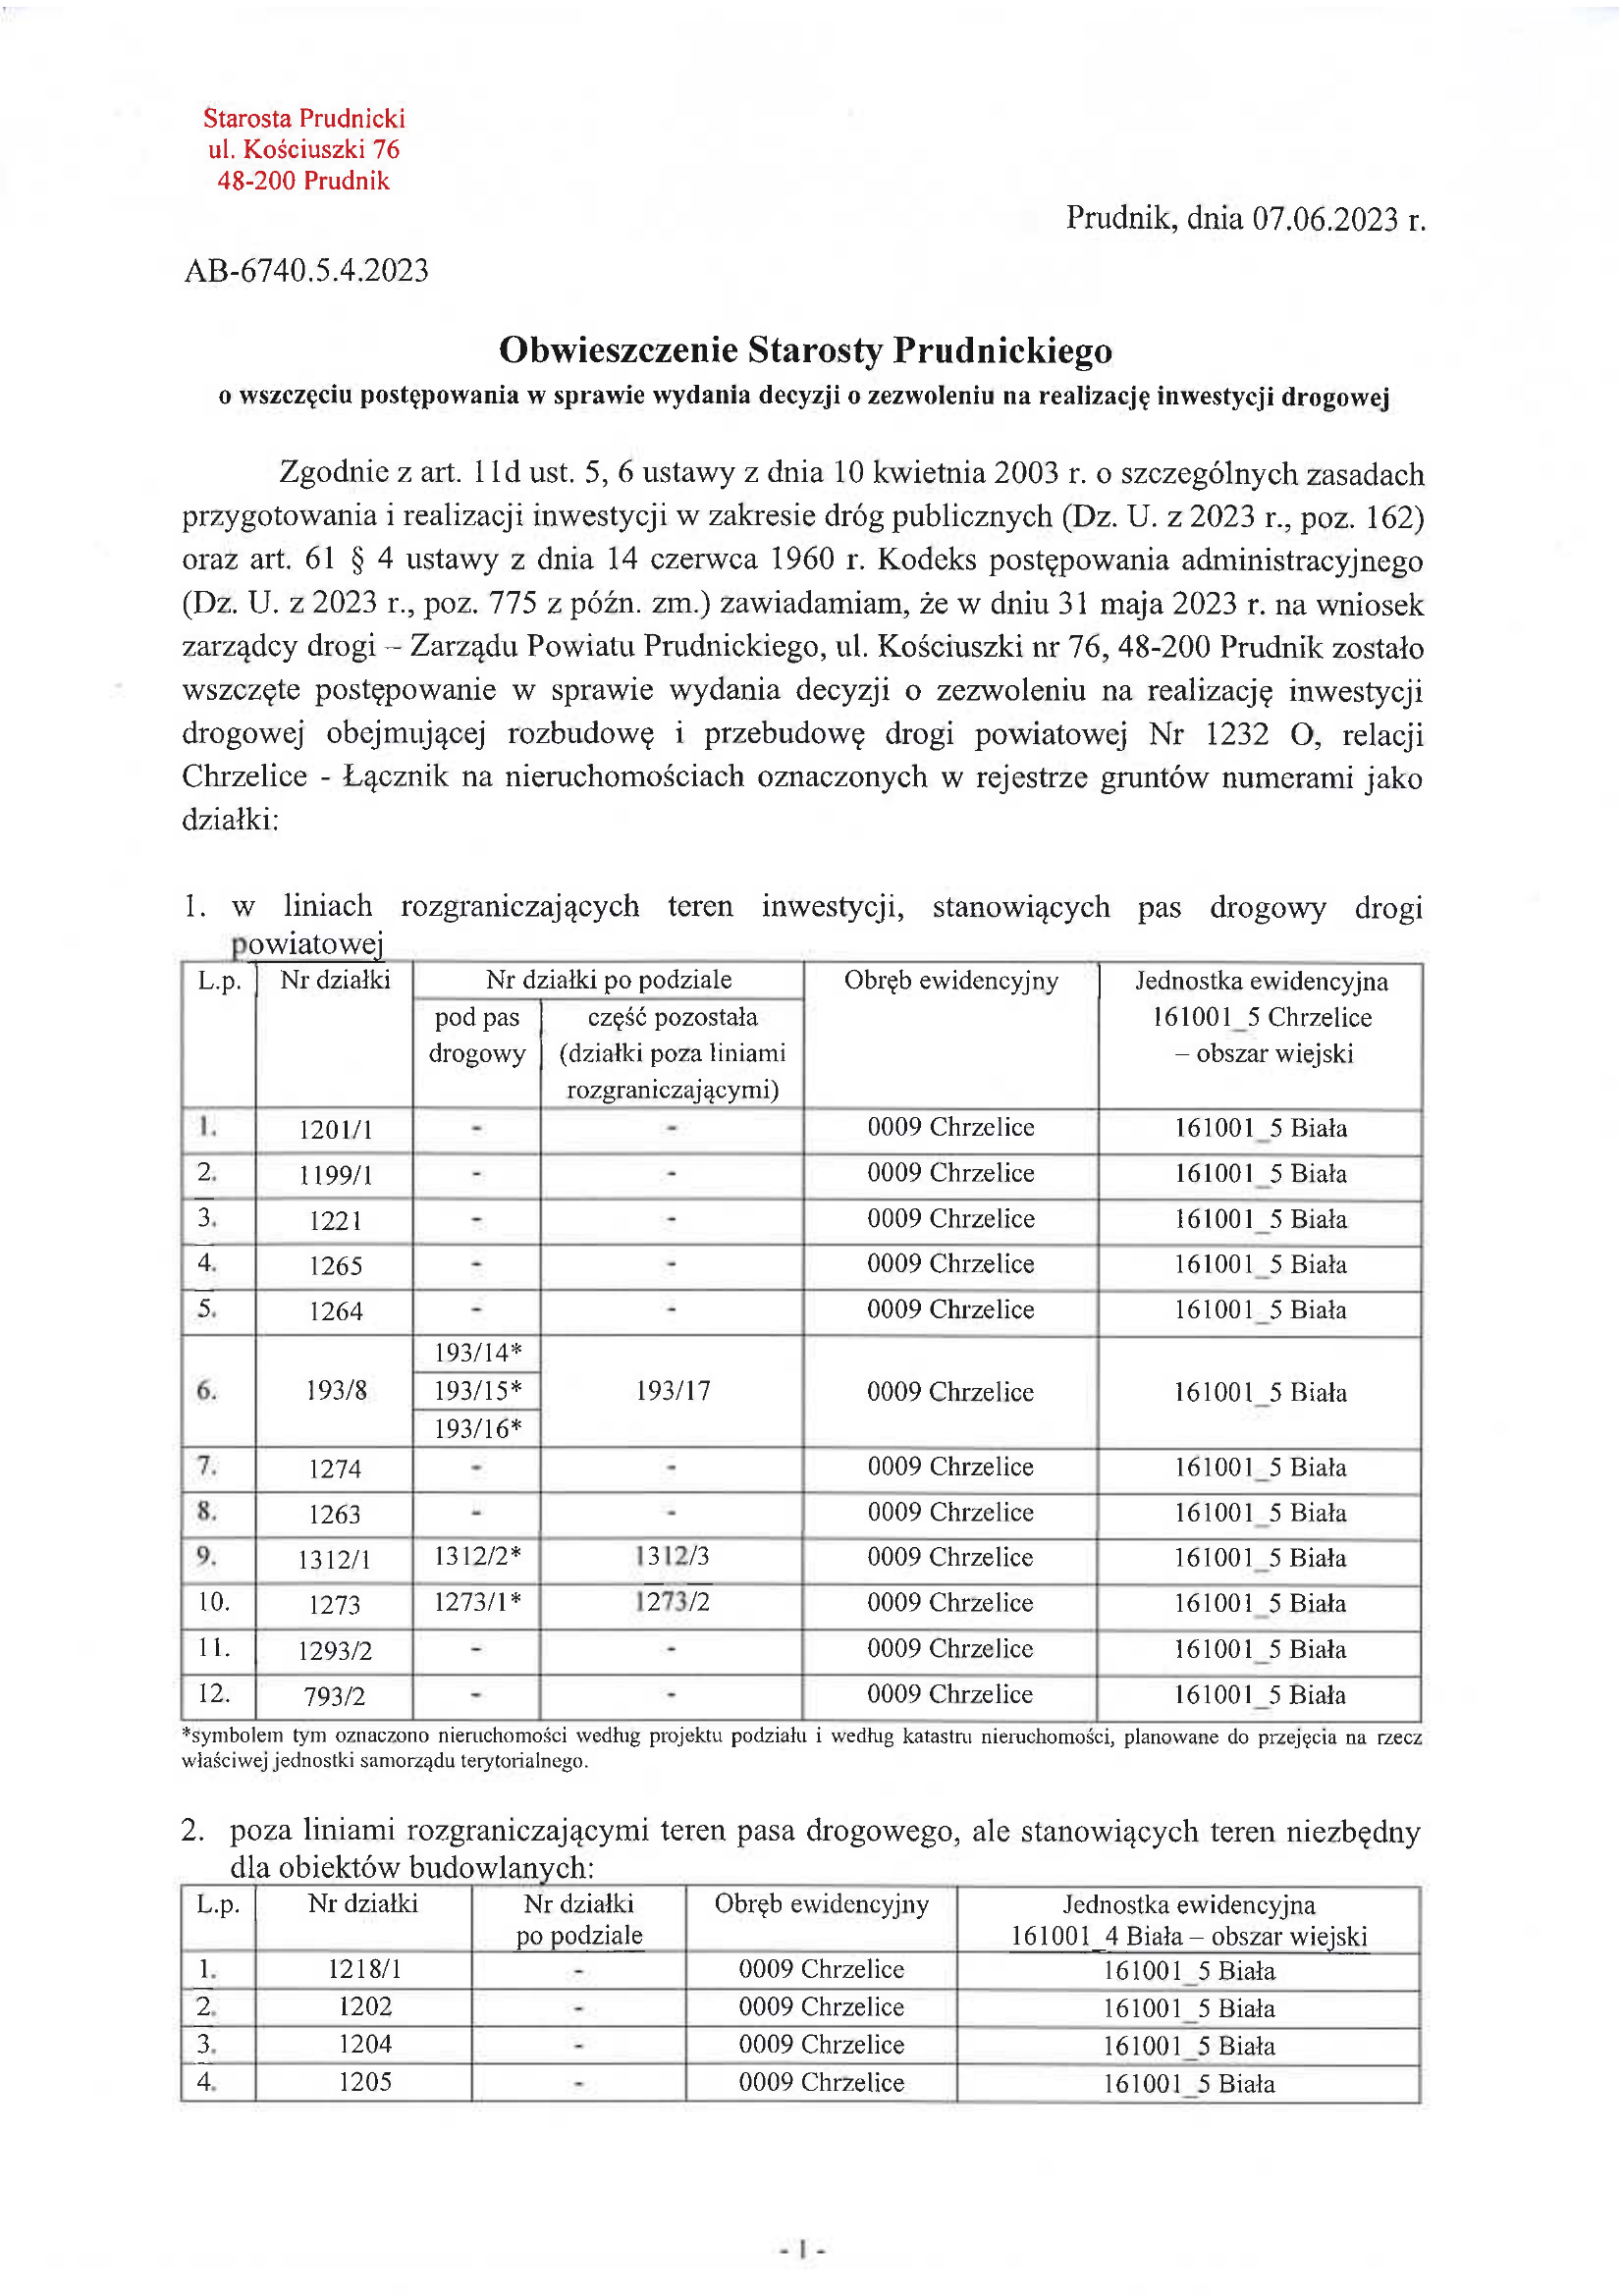 Starosta Prudnicki
ul. Kościuszki 76
48-200 Prudnik
Prudnik, dnia 07.06.2023 r.
AB-6740.5.4.2023
Obwieszczenie Starosty Prudnickiego
o wszczęciu postępowania w sprawie wydania decyzji o zezwoleniu na realizację inwestycji drogowej
Zgodnie z art. 11d ust. 5, 6 ustawy z dnia 10 kwietnia 2003 r. o szczególnych zasadach
przygotowania i realizacji inwestycji w zakresie dróg publicznych (Dz. U. z 2023 r., poz. 162)
oraz art. 61 § 4 ustawy z dnia 14 czerwca 1960 r. Kodeks postępowania administracyjnego
(Dz. U. z 2023 r., poz. 775 z późn. zm.) zawiadamiam, że w dniu 31 maja 2023 r. na wniosek
zarządcy drogi – Zarządu Powiatu Prudnickiego, ul. Kościuszki nr 76, 48-200 Prudnik zostało
wszczęte postępowanie w sprawie wydania decyzji o zezwoleniu na realizację inwestycji
drogowej obejmującej rozbudowę i przebudowę drogi powiatowej Nr 1232 O, relacji
Chrzelice - Łącznik na nieruchomościach oznaczonych w rejestrze gruntów numerami jako
działki:
1. w liniach rozgraniczających teren inwestycji, stanowiących pas drogowy drogi
powiatowej
L.p. Nr działki Nr działki po podziale Obręb ewidencyjny Jednostka ewidencyjna
pod pas część pozostała 161001_5 Chrzelice
drogowy (działki poza liniami – obszar wiejski
rozgraniczającymi)
1. 1201/1 - - 0009 Chrzelice 161001_5 Biała
2. 1199/1 - - 0009 Chrzelice 161001_5 Biała
3. 1221 - - 0009 Chrzelice 161001_5 Biała
4. 1265 - - 0009 Chrzelice 161001_5 Biała
5. 1264 - - 0009 Chrzelice 161001_5 Biała
193/14*
6. 193/8 193/15* 193/17 0009 Chrzelice 161001_5 Biała
193/16*
7. 1274 - - 0009 Chrzelice 161001_5 Biała
8. 1263 - - 0009 Chrzelice 161001_5 Biała
9. 1312/1 1312/2* 1312/3 0009 Chrzelice 161001_5 Biała
10. 1273 1273/1* 1273/2 0009 Chrzelice 161001_5 Biała
11. 1293/2 - - 0009 Chrzelice 161001_5 Biała
12. 793/2 - - 0009 Chrzelice 161001_5 Biała
*symbolem tym oznaczono nieruchomości według projektu podziału i według katastru nieruchomości, planowane do przejęcia na rzecz
właściwej jednostki samorządu terytorialnego.
2. poza liniami rozgraniczającymi teren pasa drogowego, ale stanowiących teren niezbędny
dla obiektów budowlanych:
L.p. Nr działki Nr działki Obręb ewidencyjny Jednostka ewidencyjna
po podziale 161001_4 Biała – obszar wiejski
1. 1218/1 - 0009 Chrzelice 161001_5 Biała
2. 1202 - 0009 Chrzelice 161001_5 Biała
3. 1204 - 0009 Chrzelice 161001_5 Biała
4. 1205 - 0009 Chrzelice 161001_5 Biała
- 1 -